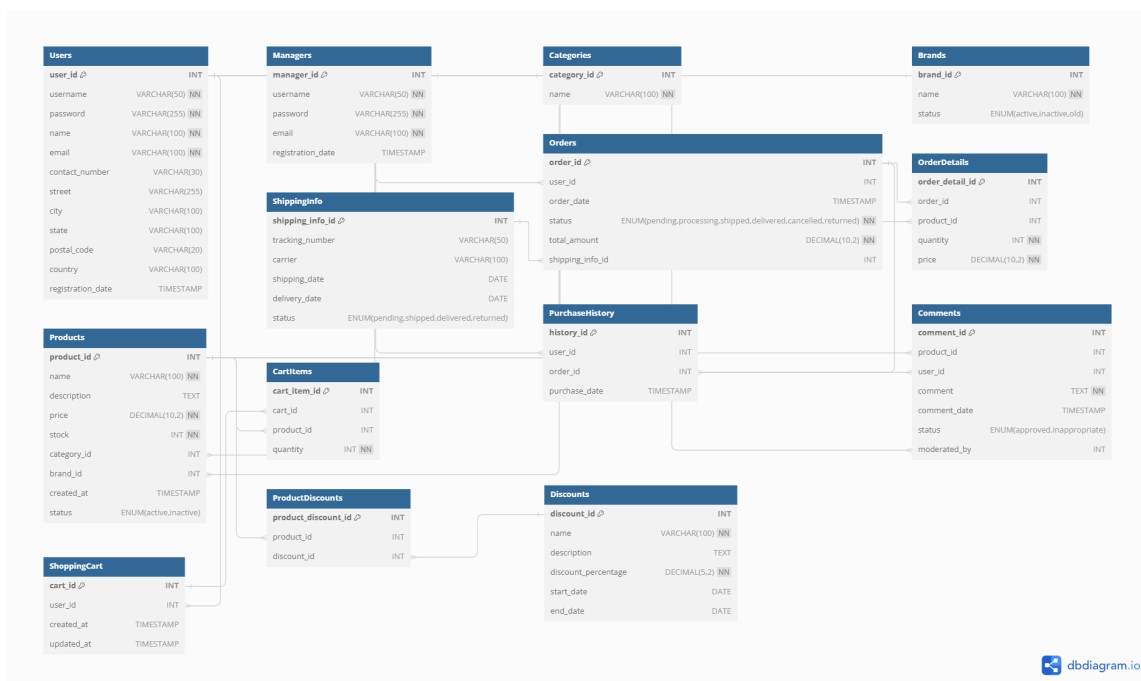 Users
user_id INT
username VARCHAR(50) NN
password VARCHAR(255) NN
name VARCHAR(100) NN
email VARCHAR(100) NN
contact_number VARCHAR(30)
street VARCHAR(255)
city VARCHAR(100)
state VARCHAR(100)
postal_code VARCHAR(20)
country VARCHAR(100)
registration_date TIMESTAMP
Managers
manager_id INT
username VARCHAR(50) NN
password VARCHAR(255) NN
email VARCHAR(100) NN
registration_date TIMESTAMP
Categories
category_id INT
name VARCHAR(100) NN
Brands
brand_id INT
name VARCHAR(100) NN
status ENUM(active,inactive,old)
Orders
order_id INT
user_id INT
order_date TIMESTAMP
status ENUM(pending,processing,shipped,delivered,cancelled,returned) NN
total_amount DECIMAL(10,2) NN
shipping_info_id INT
OrderDetails
order_detail_id INT
order_id INT
product_id INT
quantity INT NN
price DECIMAL(10,2) NN
ShippingInfo
shipping_info_id INT
tracking_number VARCHAR(50)
carrier VARCHAR(100)
shipping_date DATE
delivery_date DATE
status ENUM(pending,shipped,delivered,returned)
PurchaseHistory
history_id INT
user_id INT
order_id INT
purchase_date TIMESTAMP
Comments
comment_id INT
product_id INT
user_id INT
comment TEXT NN
comment_date TIMESTAMP
status ENUM(approved,inappropriate)
moderated_by INT
Products
product_id INT
name VARCHAR(100) NN
description TEXT
price DECIMAL(10,2) NN
stock INT NN
category_id INT
brand_id INT
created_at TIMESTAMP
status ENUM(active,inactive)
CartItems
cart_item_id INT
cart_id INT
product_id INT
quantity INT NN
ProductDiscounts
product_discount_id INT
product_id INT
discount_id INT
Discounts
discount_id INT
name VARCHAR(100) NN
description TEXT
discount_percentage DECIMAL(5,2) NN
start_date DATE
end_date DATE
ShoppingCart
cart_id INT
user_id INT
created_at TIMESTAMP
updated_at TIMESTAMP
dbdiagram.io